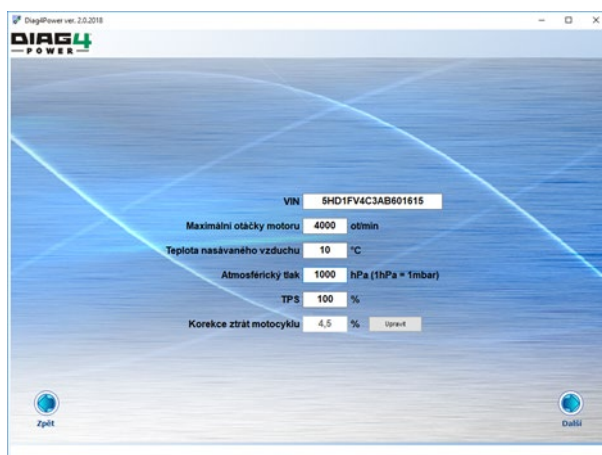 Diag4Power ver. 2.0.2018
DIAG4
POWER
VIN 5HD1FV4C3AB601615
Maximální otáčky motoru 4000 ot/min
Teplota nasávaného vzduchu 10 °C
Atmosférický tlak 1000 hPa (1hPa = 1mbar)
TPS 100 %
Korekce ztrát motocyklu 4,5 % Upravit
Zpět Další